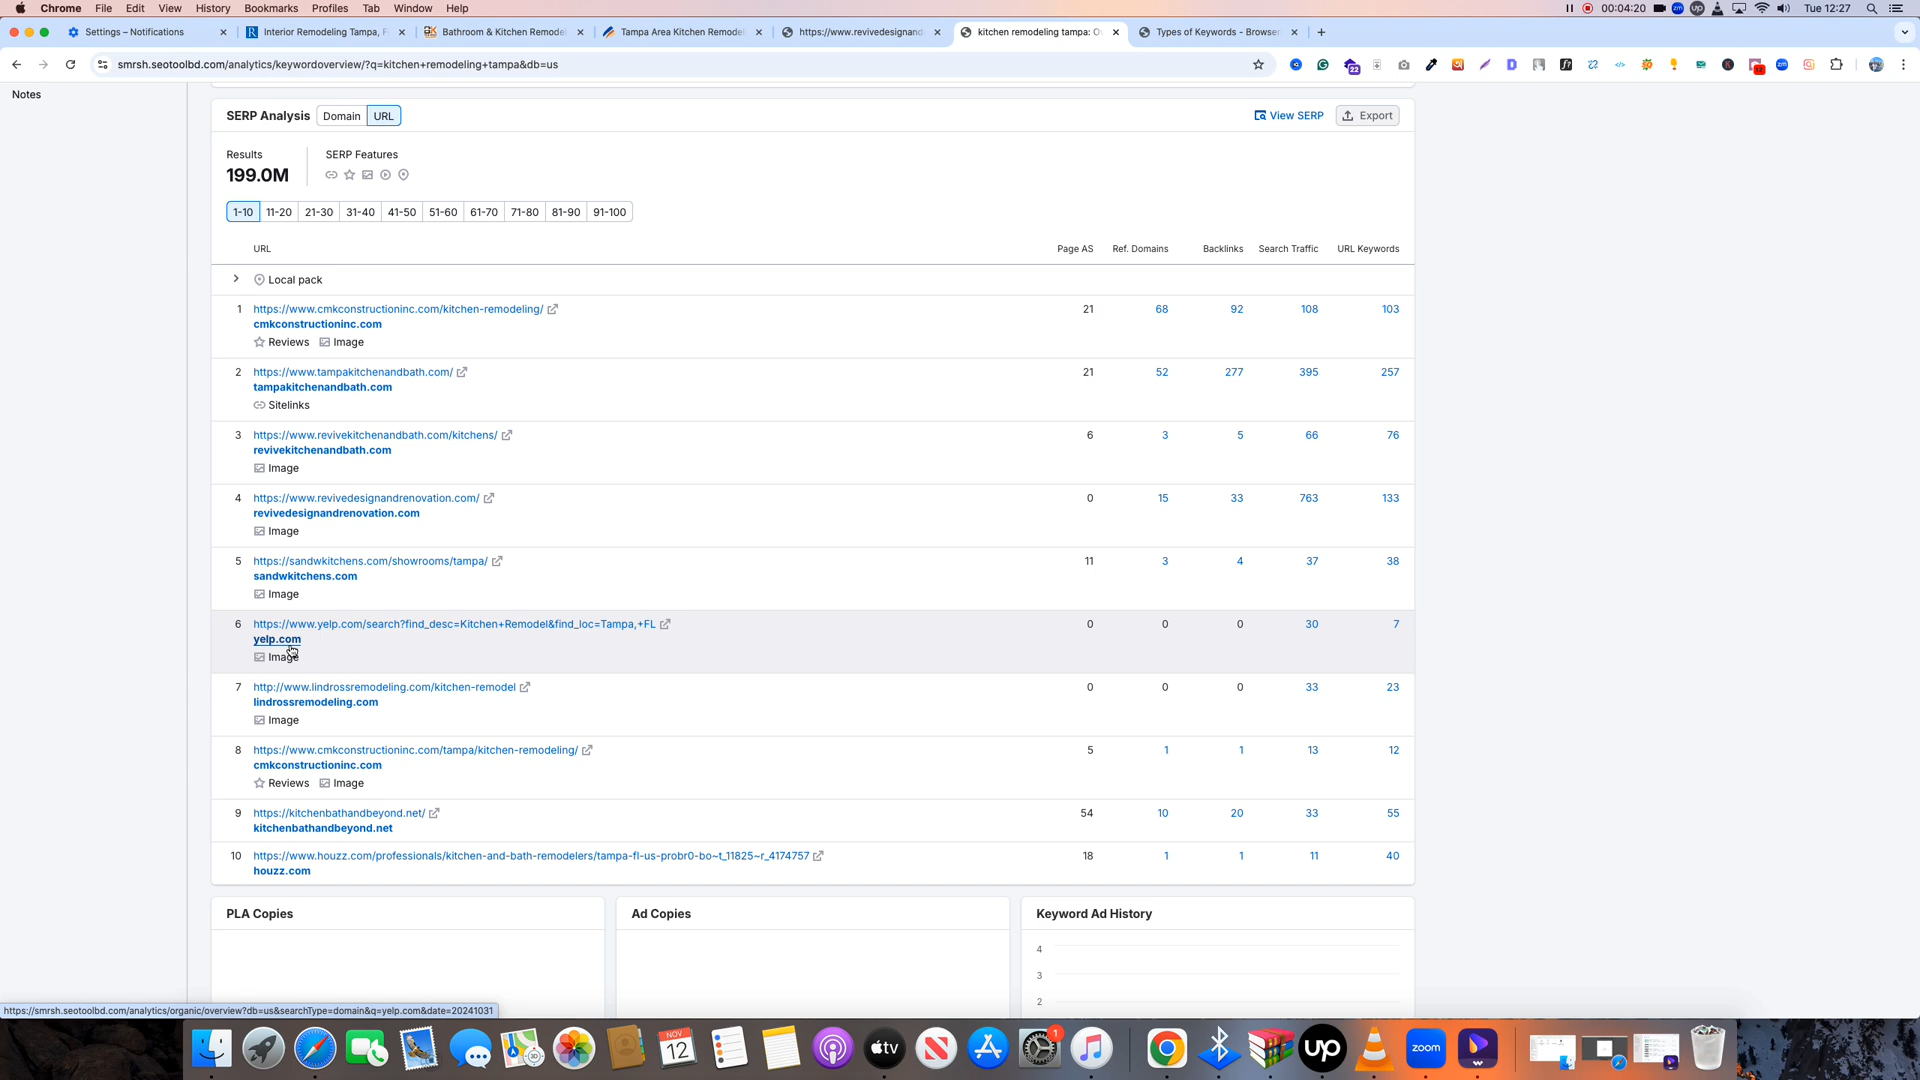 Chrome File Edit View History Bookmarks Profiles Tab Window Help 00:04:20 zm up Tue 12:27
Settings – Notifications Interior Remodeling Tampa, F Bathroom & Kitchen Remode Tampa Area Kitchen Remode https://www.revivedesignand kitchen remodeling tampa: O Types of Keywords - Browse
smrsh.seotoolbd.com/analytics/keywordoverview/?q=kitchen+remodeling+tampa&db=us
Notes
SERP Analysis Domain URL View SERP Export
Results SERP Features
199.0M
1-10 11-20 21-30 31-40 41-50 51-60 61-70 71-80 81-90 91-100
URL Page AS Ref. Domains Backlinks Search Traffic URL Keywords
Local pack
1 https://www.cmkconstructioninc.com/kitchen-remodeling/ 21 68 92 108 103
cmkconstructioninc.com
Reviews Image
2 https://www.tampakitchenandbath.com/ 21 52 277 395 257
tampakitchenandbath.com
Sitelinks
3 https://www.revivekitchenandbath.com/kitchens/ 6 3 5 66 76
revivekitchenandbath.com
Image
4 https://www.revivedesignandrenovation.com/ 0 15 33 763 133
revivedesignandrenovation.com
Image
5 https://sandwkitchens.com/showrooms/tampa/ 11 3 4 37 38
sandwkitchens.com
Image
6 https://www.yelp.com/search?find_desc=Kitchen+Remodel&find_loc=Tampa,+FL 0 0 0 30 7
yelp.com
Image
7 http://www.lindrossremodeling.com/kitchen-remodel 0 0 0 33 23
lindrossremodeling.com
Image
8 https://www.cmkconstructioninc.com/tampa/kitchen-remodeling/ 5 1 1 13 12
cmkconstructioninc.com
Reviews Image
9 https://kitchenbathandbeyond.net/ 54 10 20 33 55
kitchenbathandbeyond.net
10 https://www.houzz.com/professionals/kitchen-and-bath-remodelers/tampa-fl-us-probr0-bo~t_11825~r_4174757 18 1 1 11 40
houzz.com
PLA Copies Ad Copies Keyword Ad History
4
3
2
https://smrsh.seotoolbd.com/analytics/organic/overview?db=us&searchType=domain&q=yelp.com&date=20241031
NOV
12
tv
1
up
zoom